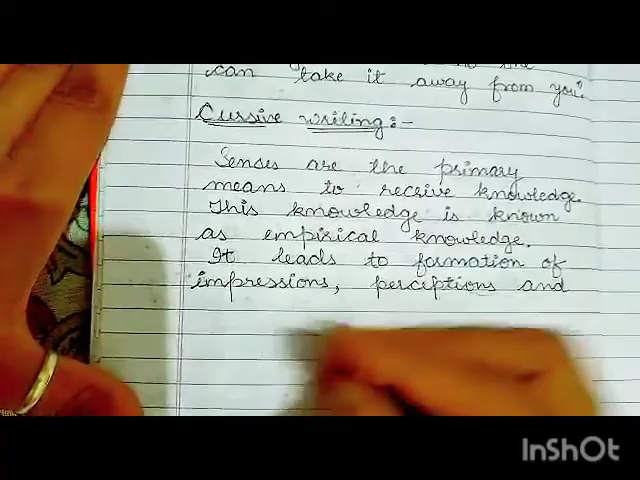 can take it away from you".
Cursive writing:-
Senses are the primary
means to receive knowledge.
This knowledge is known
as empirical knowledge.
It leads to formation of
impressions, perciptions and
InShOt